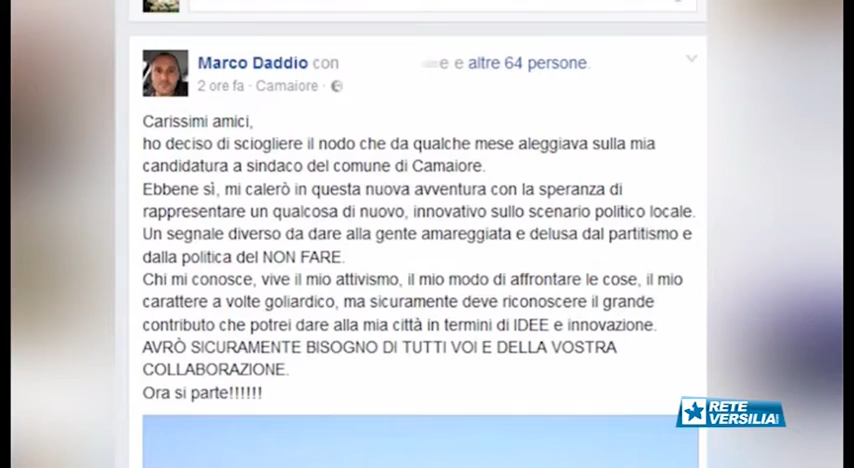 Marco Daddio con e e altre 64 persone.
2 ore fa · Camaiore ·
Carissimi amici,
ho deciso di sciogliere il nodo che da qualche mese aleggiava sulla mia
candidatura a sindaco del comune di Camaiore.
Ebbene sì, mi calerò in questa nuova avventura con la speranza di
rappresentare un qualcosa di nuovo, innovativo sullo scenario politico locale.
Un segnale diverso da dare alla gente amareggiata e delusa dal partitismo e
dalla politica del NON FARE.
Chi mi conosce, vive il mio attivismo, il mio modo di affrontare le cose, il mio
carattere a volte goliardico, ma sicuramente deve riconoscere il grande
contributo che potrei dare alla mia città in termini di IDEE e innovazione.
AVRÒ SICURAMENTE BISOGNO DI TUTTI VOI E DELLA VOSTRA
COLLABORAZIONE.
Ora si parte!!!!!!
RETE
VERSILIA